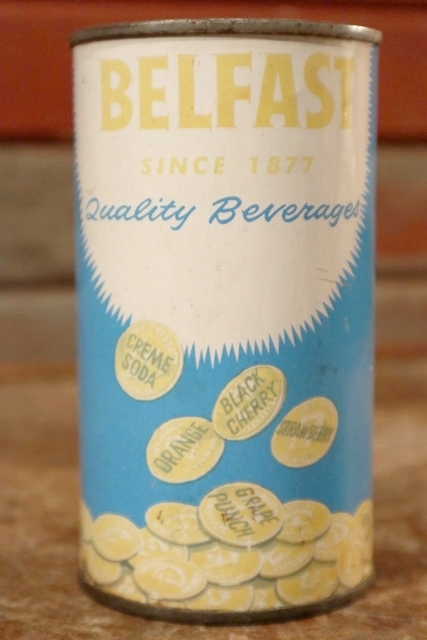 BELFAST
SINCE 1877
Quality Beverages
CREME
SODA
BLACK
CHERRY
ORANGE
STRAWBERRY
GRAPE
PUNCH